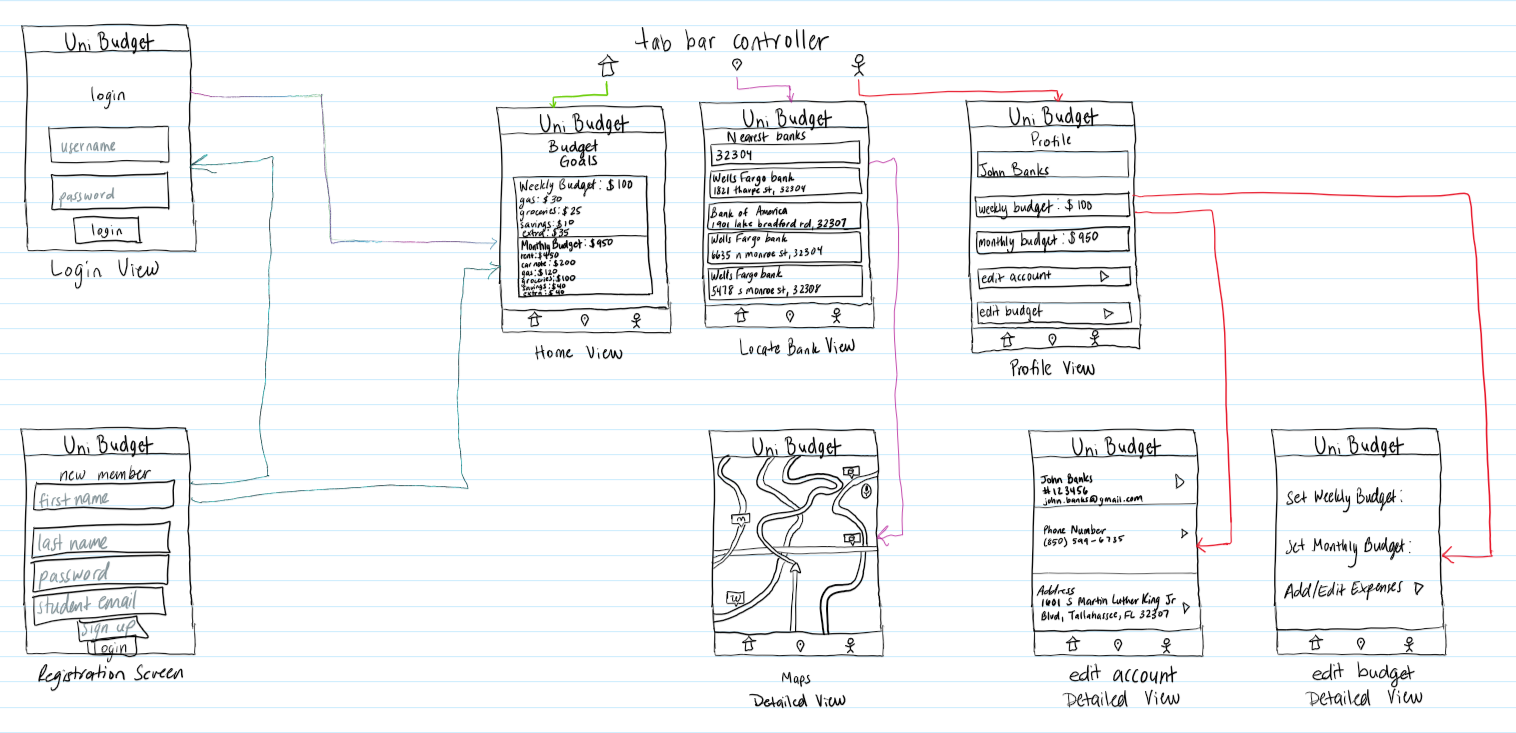 tab bar controller
Uni Budget
login
username
password
login
Login View
Uni Budget
Budget
Goals
Weekly Budget: $100
gas: $30
groceries: $25
savings: $10
extra: $35
Monthly Budget: $950
rent: $450
car note: $200
gas: $120
groceries: $100
savings: $40
extra: $40
Home View
Uni Budget
Nearest banks
32304
Wells Fargo bank
1821 tharpe st, 32304
Bank of America
1901 lake bradford rd, 32307
Wells Fargo bank
6635 n monroe st, 32304
Wells Fargo bank
5478 s monroe st, 32308
Locate Bank View
Uni Budget
Profile
John Banks
weekly budget: $100
monthly budget: $950
edit account
edit budget
Profile View
Uni Budget
new member
first name
last name
password
student email
Sign up
login
Registration Screen
Uni Budget
M
W
Maps
Detailed View
Uni Budget
John Banks
#123456
john.banks@gmail.com
Phone Number
(850) 599-6735
Address
1601 S Martin Luther King Jr
Blvd, Tallahassee, FL 32307
edit account
Detailed View
Uni Budget
Set Weekly Budget:
Set Monthly Budget:
Add/Edit Expenses
edit budget
Detailed View